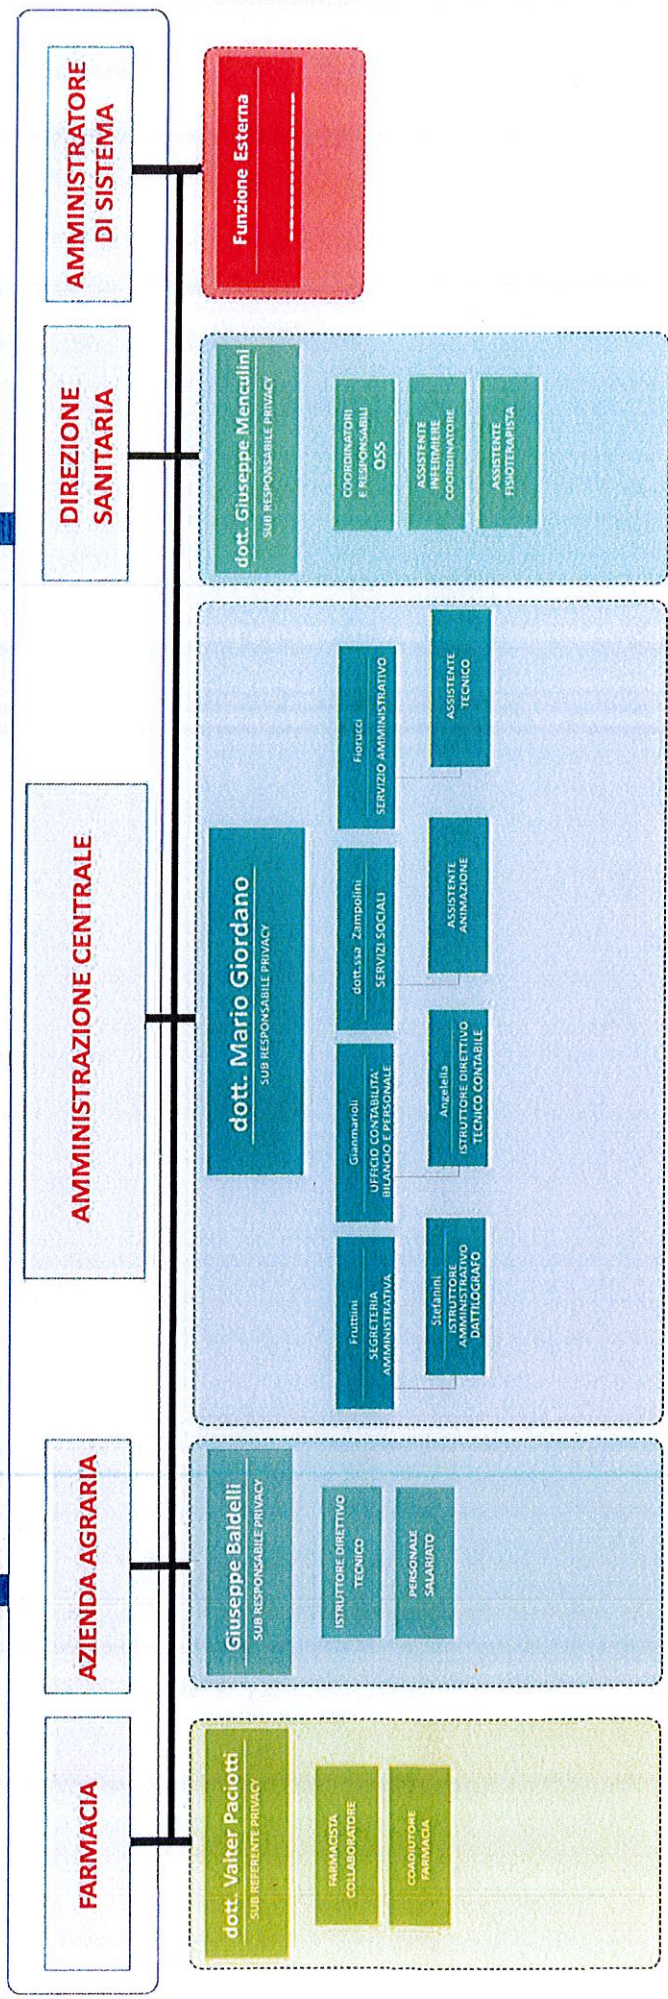 FARMACIA
dott. Valter Paciotti
SUB REFERENTE PRIVACY
FARMACISTA
COLLABORATORE
COADIUTORE
FARMACIA
AZIENDA AGRARIA
Giuseppe Baldelli
SUB RESPONSABILE PRIVACY
ISTRUTTORE DIRETTIVO
TECNICO
PERSONALE
SALARIATO
AMMINISTRAZIONE CENTRALE
dott. Mario Giordano
SUB RESPONSABILE PRIVACY
Fruttini
SEGRETERIA
AMMINISTRATIVA
Stefanini
ISTRUTTORE
AMMINISTRATIVO
DATTILOGRAFO
Gianmarioli
UFFICIO CONTABILITA'
BILANCIO E PERSONALE
Angelella
ISTRUTTORE DIRETTIVO
TECNICO CONTABILE
dott.ssa Zampolini
SERVIZI SOCIALI
ASSISTENTE
ANIMAZIONE
Fiorucci
SERVIZIO AMMINISTRATIVO
ASSISTENTE
TECNICO
DIREZIONE
SANITARIA
dott. Giuseppe Menculini
SUB RESPONSABILE PRIVACY
COORDINATORI
E RESPONSABILI
OSS
ASSISTENTE
INFERMIERE
COORDINATORE
ASSISTENTE
FISIOTERAPISTA
AMMINISTRATORE
DI SISTEMA
Funzione Esterna